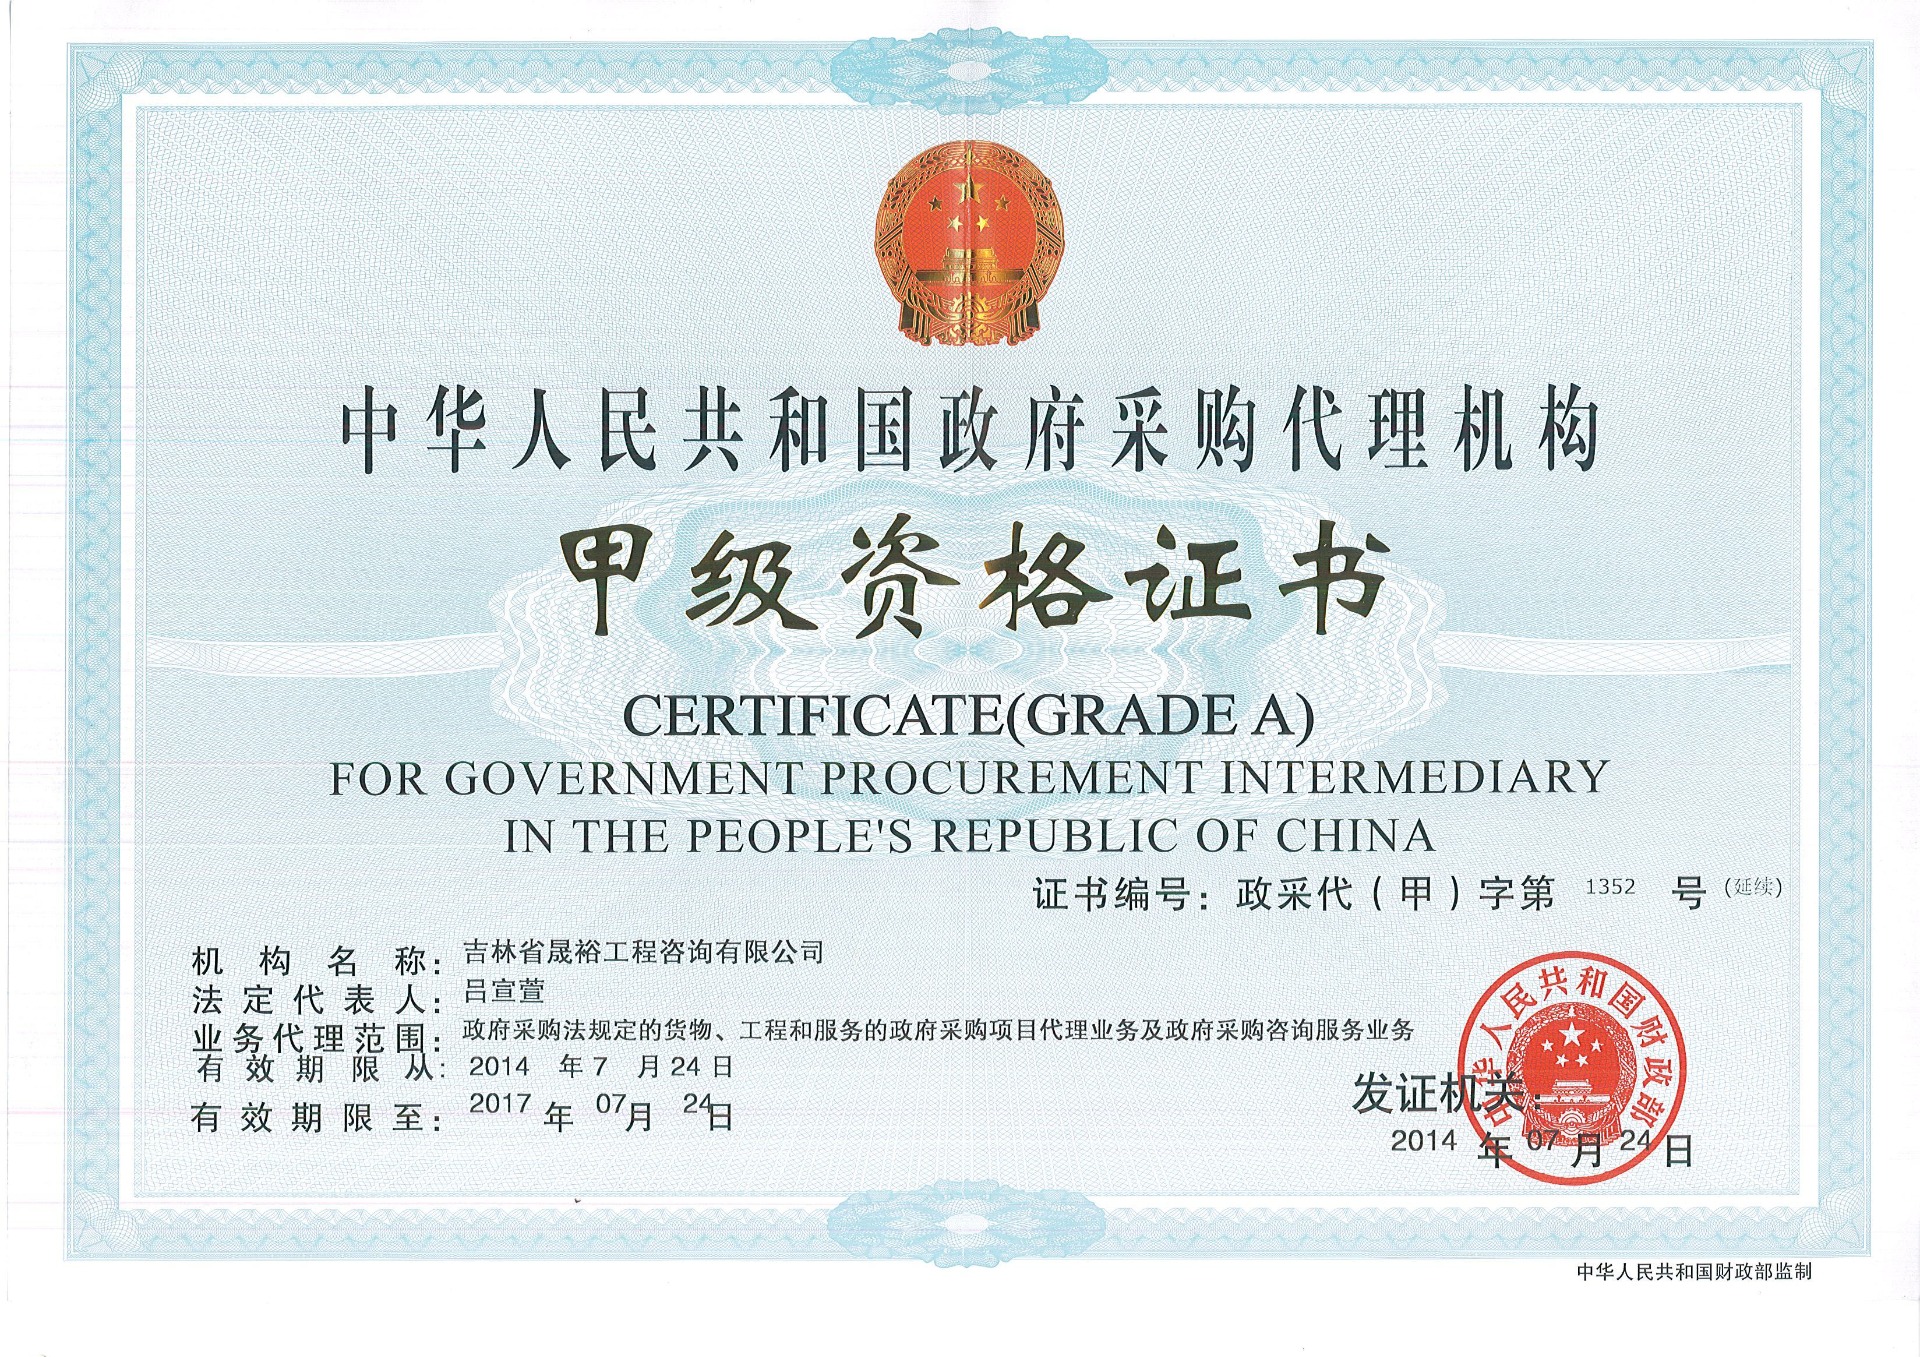 中华人民共和国政府采购代理机构
甲级资格证书
CERTIFICATE(GRADE A)
FOR GOVERNMENT PROCUREMENT INTERMEDIARY
IN THE PEOPLE'S REPUBLIC OF CHINA
证书编号：政采代（甲）字第 1352 号（延续）
机构名称：吉林省晟裕工程咨询有限公司
法定代表人：吕宣萱
业务代理范围：政府采购法规定的货物、工程和服务的政府采购项目代理业务及政府采购咨询服务业务
有效期限从：2014 年 7 月 24 日
有效期限至：2017 年 07 月 24 日
发证机关：
中华人民共和国财政部
2014 年 07 月 24 日
中华人民共和国财政部监制